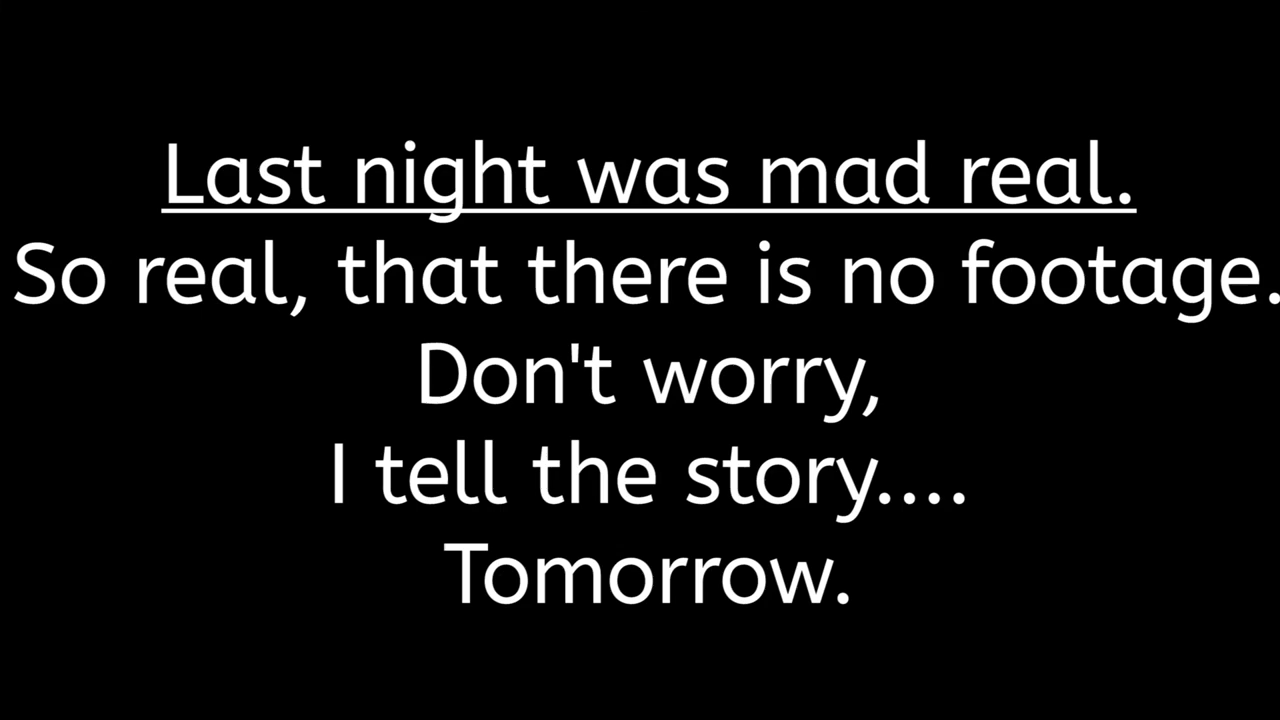 Last night was mad real.
So real, that there is no footage.
Don't worry,
I tell the story....
Tomorrow.